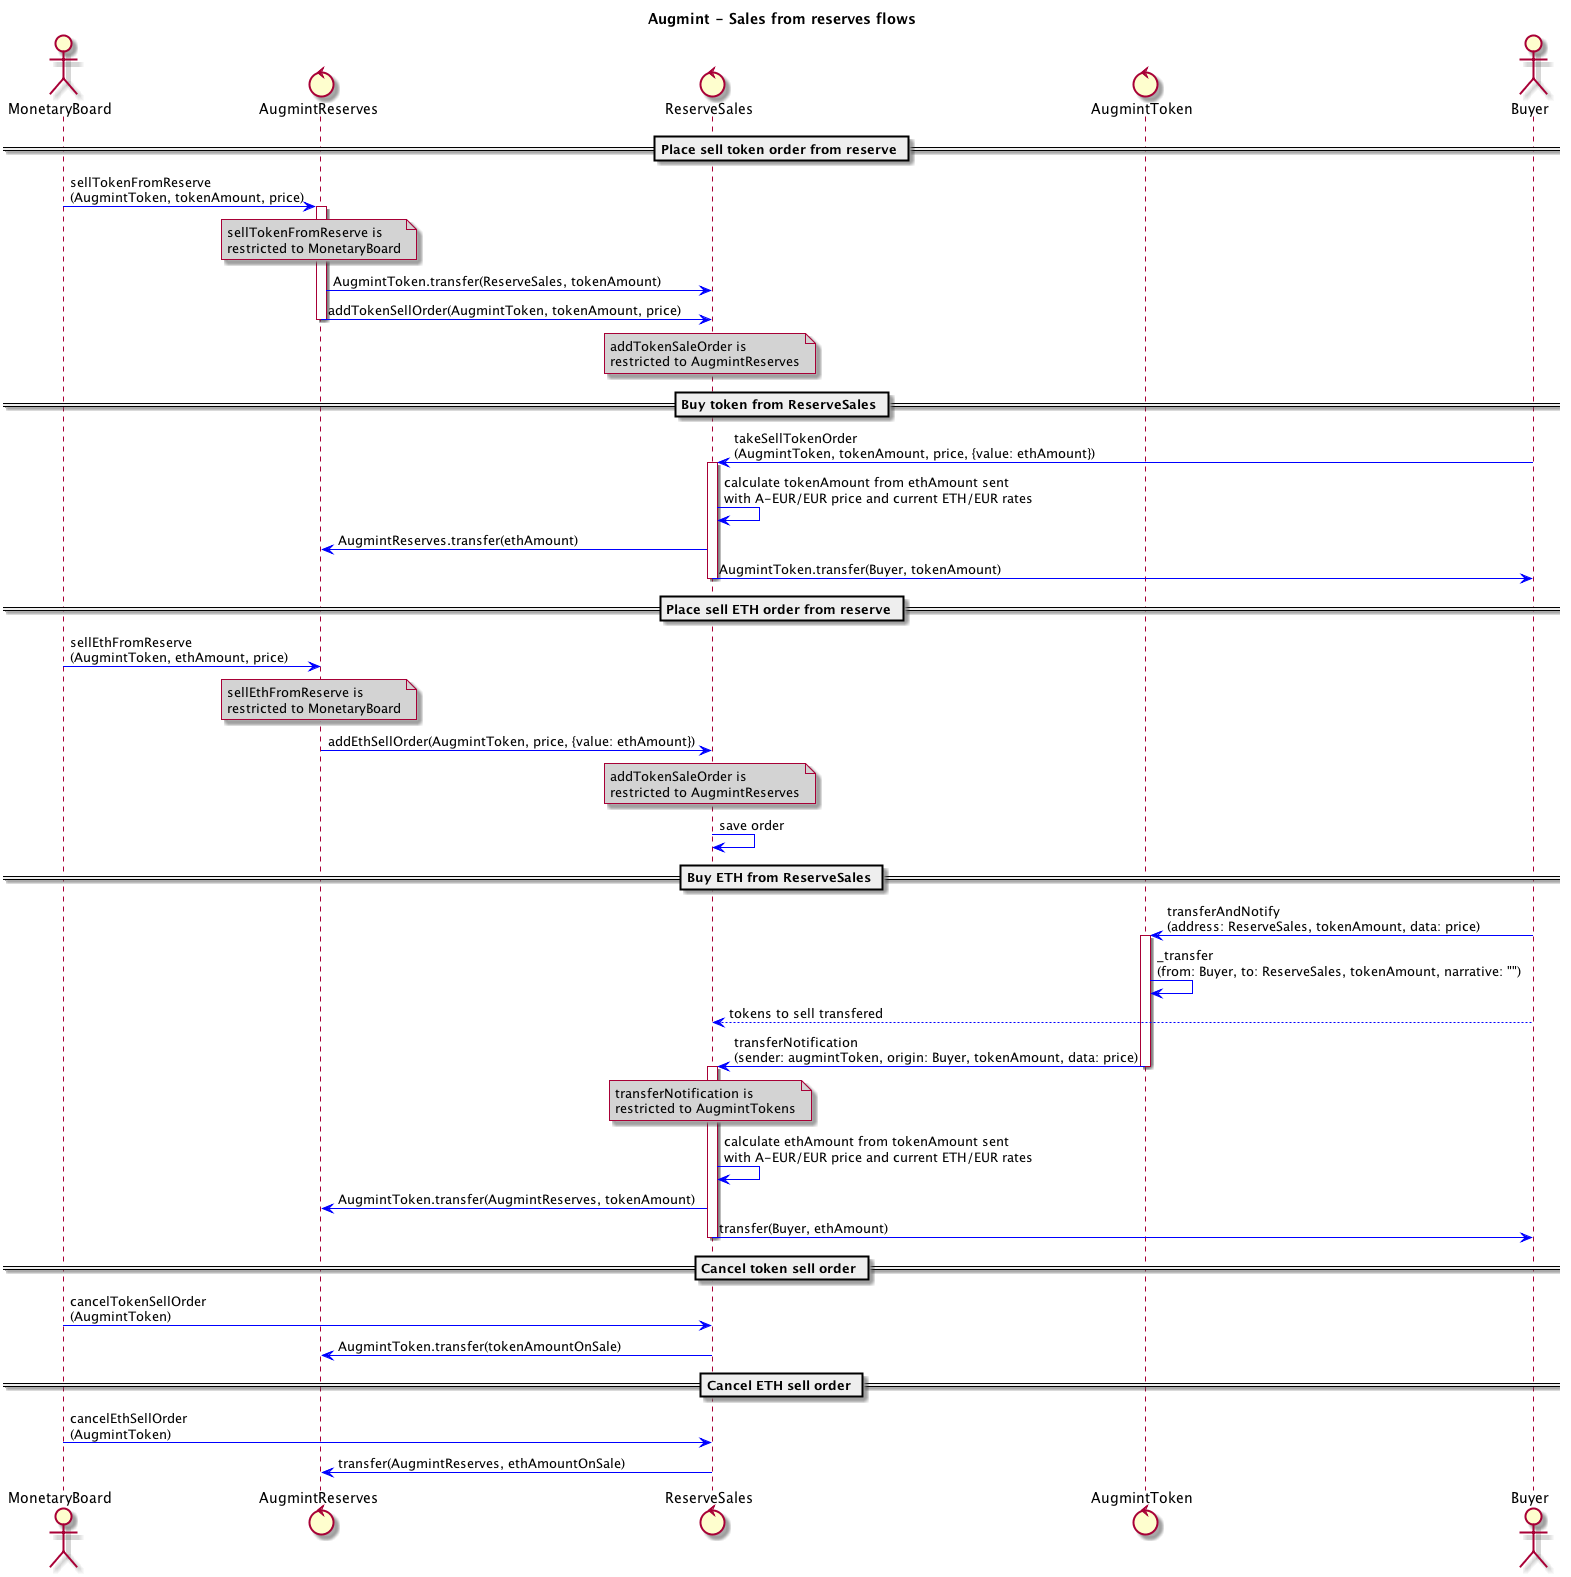 Augmint - Sales from reserves flows
MonetaryBoard
AugmintReserves
ReserveSales
AugmintToken
Buyer
Place sell token order from reserve
sellTokenFromReserve
(AugmintToken, tokenAmount, price)
sellTokenFromReserve is
restricted to MonetaryBoard
AugmintToken.transfer(ReserveSales, tokenAmount)
addTokenSellOrder(AugmintToken, tokenAmount, price)
addTokenSaleOrder is
restricted to AugmintReserves
Buy token from ReserveSales
takeSellTokenOrder
(AugmintToken, tokenAmount, price, {value: ethAmount})
calculate tokenAmount from ethAmount sent
with A-EUR/EUR price and current ETH/EUR rates
AugmintReserves.transfer(ethAmount)
AugmintToken.transfer(Buyer, tokenAmount)
Place sell ETH order from reserve
sellEthFromReserve
(AugmintToken, ethAmount, price)
sellEthFromReserve is
restricted to MonetaryBoard
addEthSellOrder(AugmintToken, price, {value: ethAmount})
addTokenSaleOrder is
restricted to AugmintReserves
save order
Buy ETH from ReserveSales
transferAndNotify
(address: ReserveSales, tokenAmount, data: price)
_transfer
(from: Buyer, to: ReserveSales, tokenAmount, narrative: "")
tokens to sell transfered
transferNotification
(sender: augmintToken, origin: Buyer, tokenAmount, data: price)
transferNotification is
restricted to AugmintTokens
calculate ethAmount from tokenAmount sent
with A-EUR/EUR price and current ETH/EUR rates
AugmintToken.transfer(AugmintReserves, tokenAmount)
transfer(Buyer, ethAmount)
Cancel token sell order
cancelTokenSellOrder
(AugmintToken)
AugmintToken.transfer(tokenAmountOnSale)
Cancel ETH sell order
cancelEthSellOrder
(AugmintToken)
transfer(AugmintReserves, ethAmountOnSale)
MonetaryBoard
AugmintReserves
ReserveSales
AugmintToken
Buyer